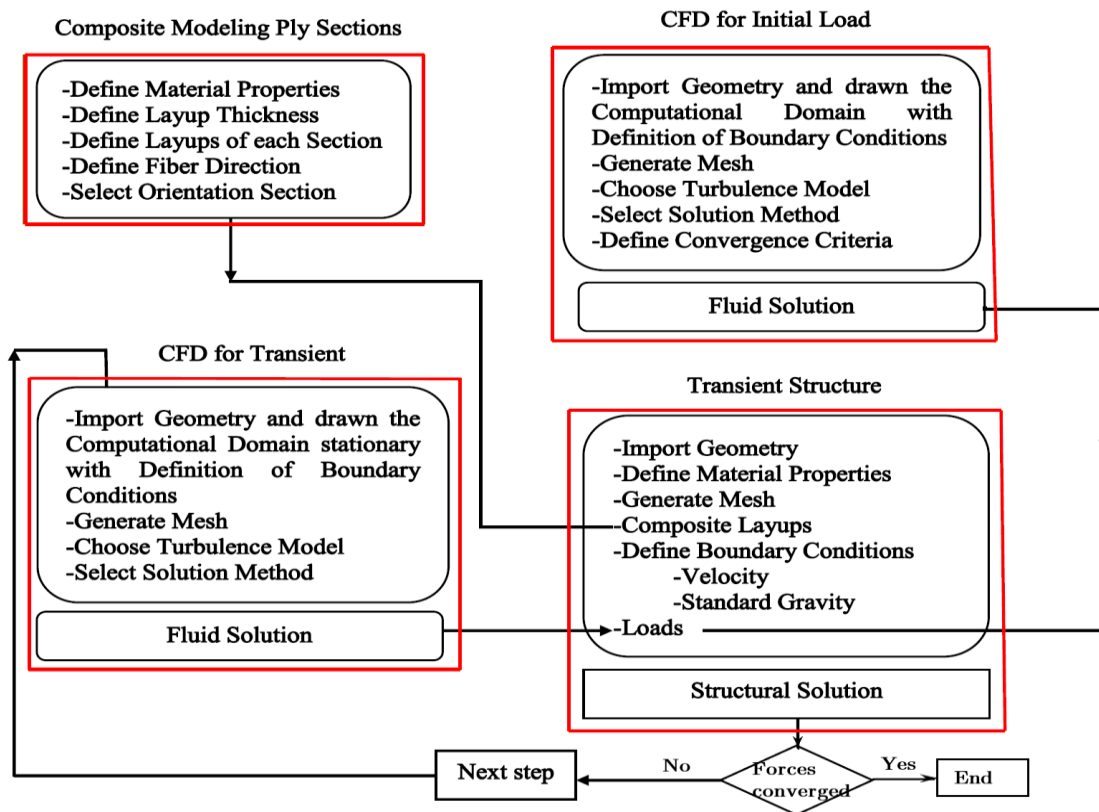 Composite Modeling Ply Sections
-Define Material Properties
-Define Layup Thickness
-Define Layups of each Section
-Define Fiber Direction
-Select Orientation Section
CFD for Initial Load
-Import Geometry and drawn the
Computational Domain with
Definition of Boundary Conditions
-Generate Mesh
-Choose Turbulence Model
-Select Solution Method
-Define Convergence Criteria
Fluid Solution
CFD for Transient
-Import Geometry and drawn the
Computational Domain stationary
with Definition of Boundary
Conditions
-Generate Mesh
-Choose Turbulence Model
-Select Solution Method
Fluid Solution
Transient Structure
-Import Geometry
-Define Material Properties
-Generate Mesh
-Composite Layups
-Define Boundary Conditions
-Velocity
-Standard Gravity
-Loads
Structural Solution
Forces
converged
No
Yes
Next step
End